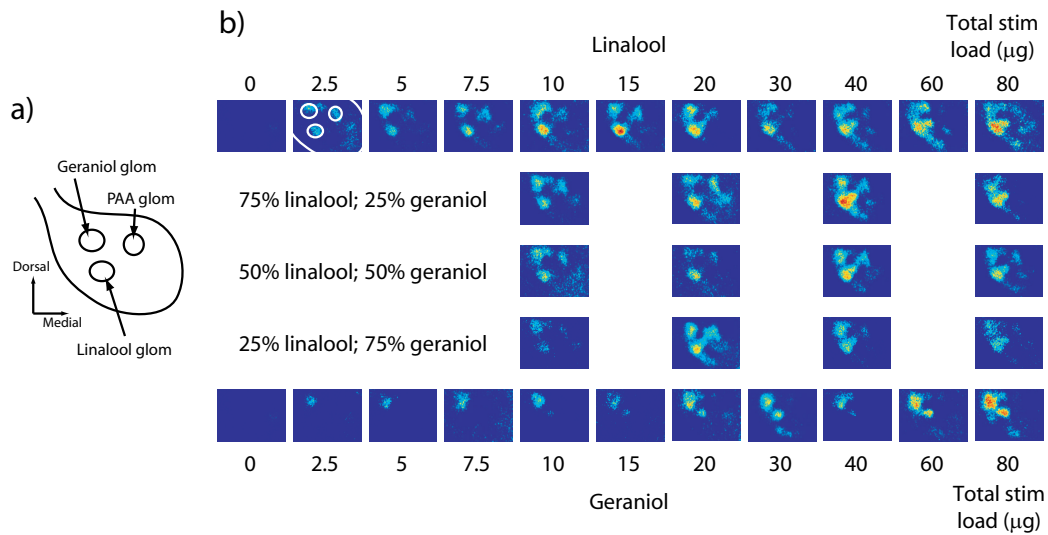 a)
Geraniol glom
PAA glom
Dorsal
Medial
Linalool glom
b)
Linalool
Total stim
load (μg)
0 2.5 5 7.5 10 15 20 30 40 60 80
75% linalool; 25% geraniol
50% linalool; 50% geraniol
25% linalool; 75% geraniol
0 2.5 5 7.5 10 15 20 30 40 60 80
Geraniol
Total stim
load (μg)